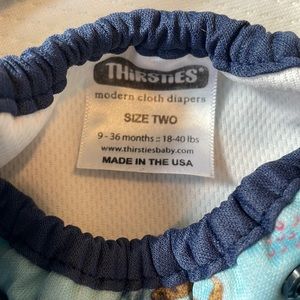 THIRSTIES®
modern cloth diapers
SIZE TWO
9 - 36 months :: 18-40 lbs
www.thirstiesbaby.com
MADE IN THE USA